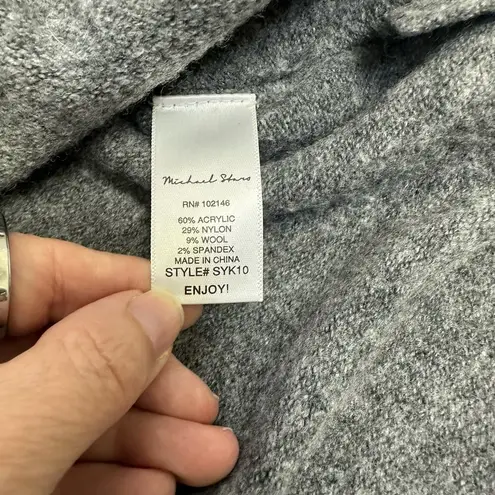 Michael Stars
RN# 102146
60% ACRYLIC
29% NYLON
9% WOOL
2% SPANDEX
MADE IN CHINA
STYLE# SYK10
ENJOY!